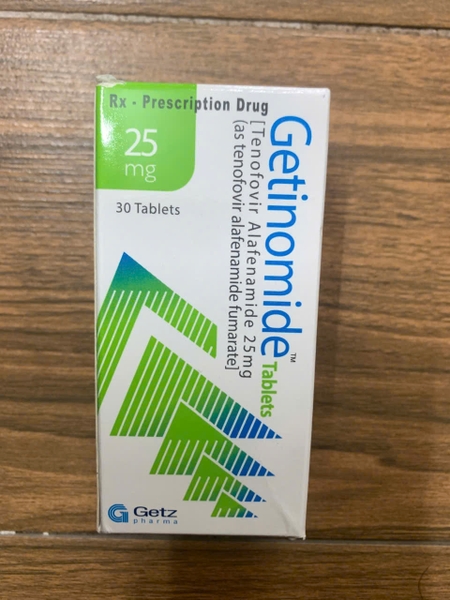 Rx - Prescription Drug
25
mg
30 Tablets
Getinomide™ Tablets
[Tenofovir Alafenamide 25mg
(as tenofovir alafenamide fumarate]
Getz
pharma